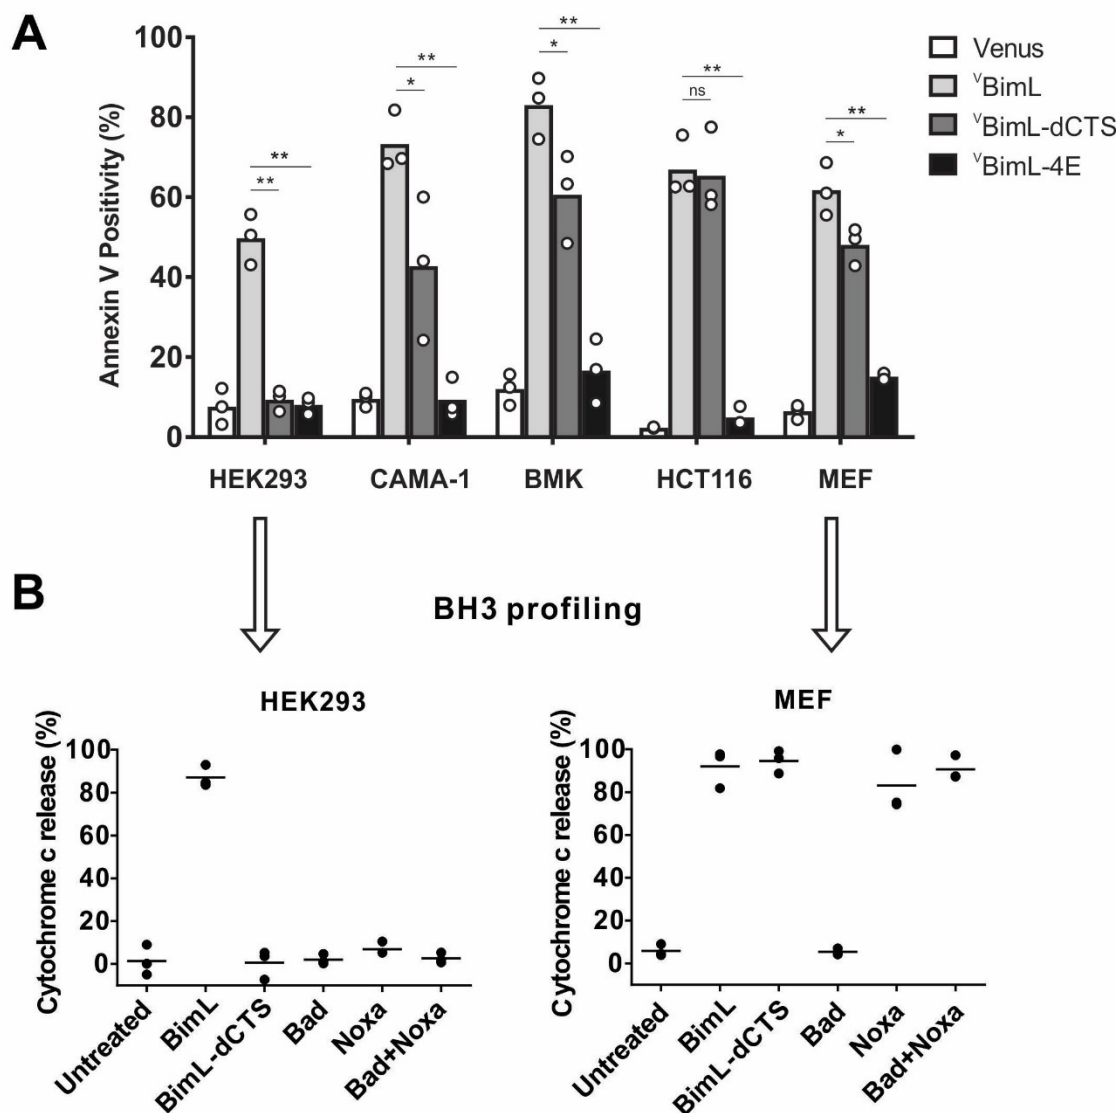 A
Annexin V Positivity (%)
100
80
60
40
20
0
** **
** *
** *
** ns
** *
Venus
ᵛBimL
ᵛBimL-dCTS
ᵛBimL-4E
HEK293 CAMA-1 BMK HCT116 MEF
B
BH3 profiling
HEK293
Cytochrome c release (%)
100
80
60
40
20
0
Untreated
BimL
BimL-dCTS
Bad
Noxa
Bad+Noxa
MEF
Cytochrome c release (%)
100
80
60
40
20
0
Untreated
BimL
BimL-dCTS
Bad
Noxa
Bad+Noxa